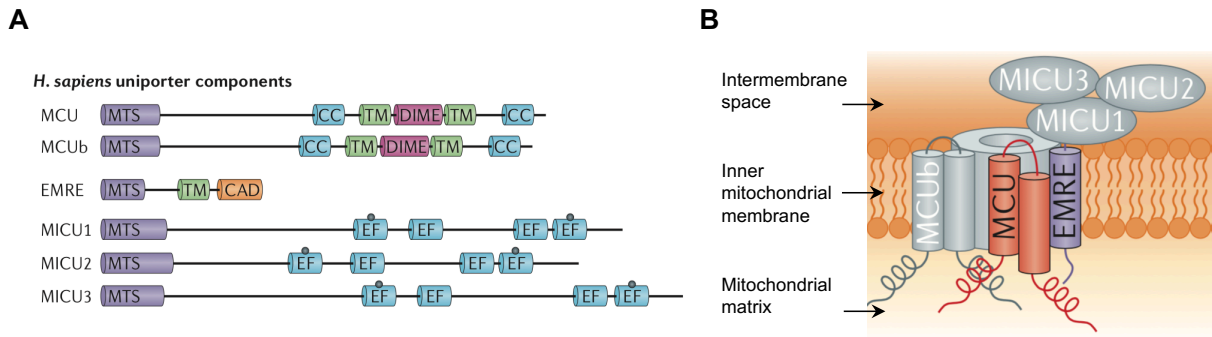 A
H. sapiens uniporter components
MCU MTS CC TM DIME TM CC
MCUb MTS CC TM DIME TM CC
EMRE MTS TM CAD
MICU1 MTS EF EF EF EF
MICU2 MTS EF EF EF EF
MICU3 MTS EF EF EF EF
B
Intermembrane
space
Inner
mitochondrial
membrane
Mitochondrial
matrix
MICU3
MICU2
MICU1
MCUb
MCU
EMRE